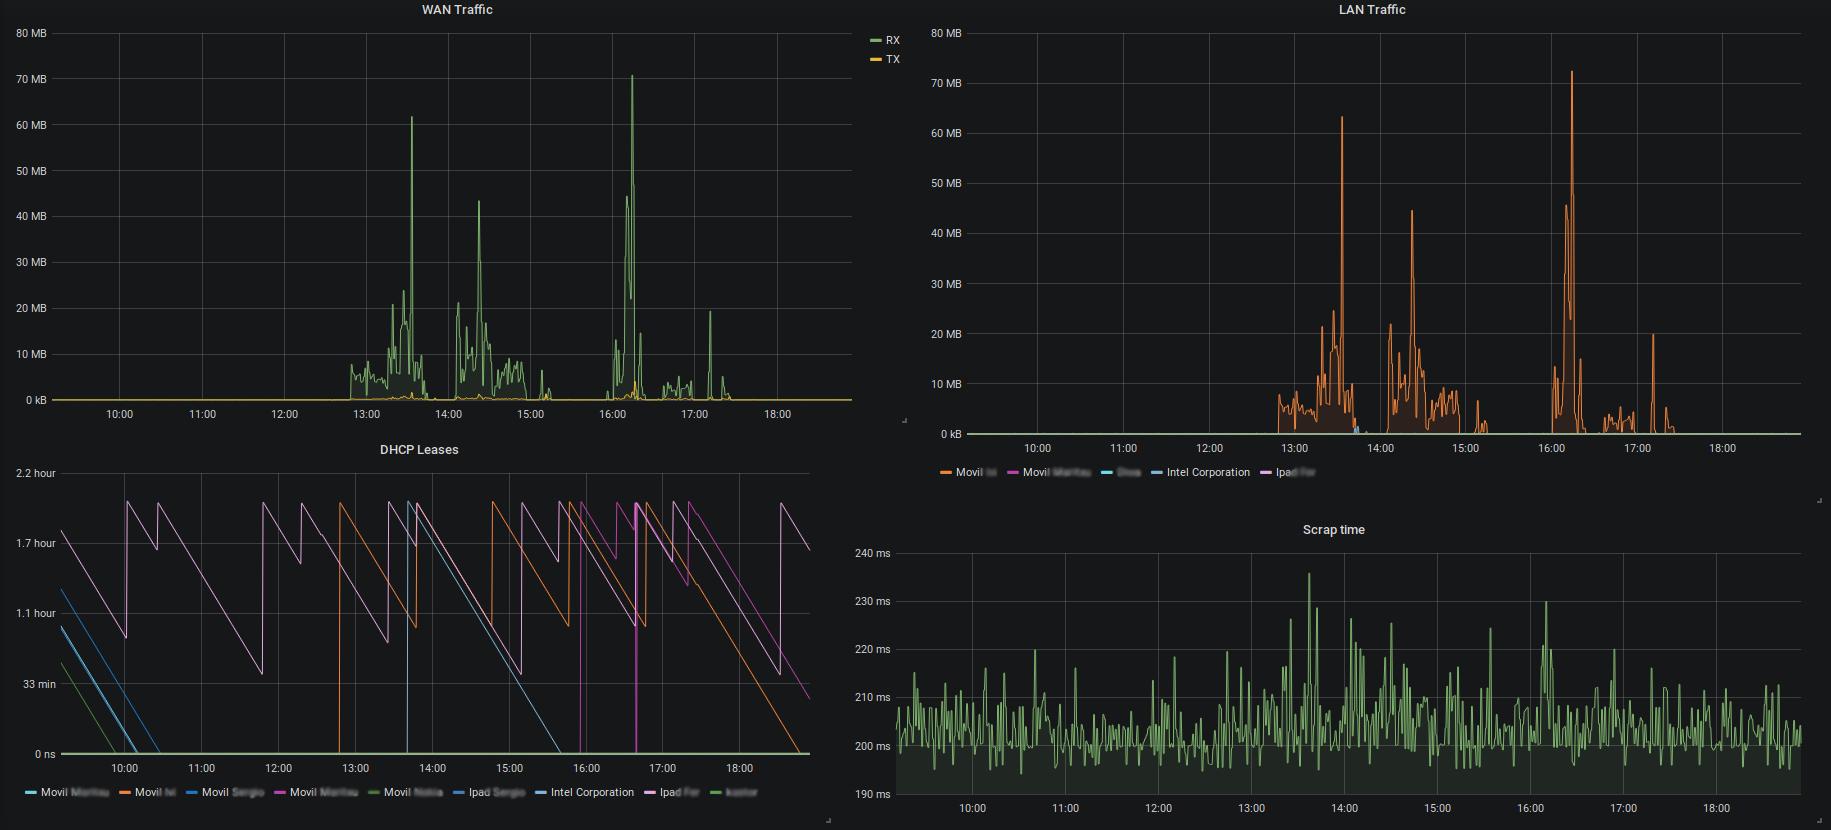 WAN Traffic
80 MB
70 MB
60 MB
50 MB
40 MB
30 MB
20 MB
10 MB
0 kB
10:00 11:00 12:00 13:00 14:00 15:00 16:00 17:00 18:00
RX
TX
LAN Traffic
80 MB
70 MB
60 MB
50 MB
40 MB
30 MB
20 MB
10 MB
0 kB
10:00 11:00 12:00 13:00 14:00 15:00 16:00 17:00 18:00
Movil Movil Intel Corporation Ipad
DHCP Leases
2.2 hour
1.7 hour
1.1 hour
33 min
0 ns
10:00 11:00 12:00 13:00 14:00 15:00 16:00 17:00 18:00
Movil Movil Movil Sergio Movil Movil Ipad Sergio Intel Corporation Ipad
Scrap time
240 ms
230 ms
220 ms
210 ms
200 ms
190 ms
10:00 11:00 12:00 13:00 14:00 15:00 16:00 17:00 18:00